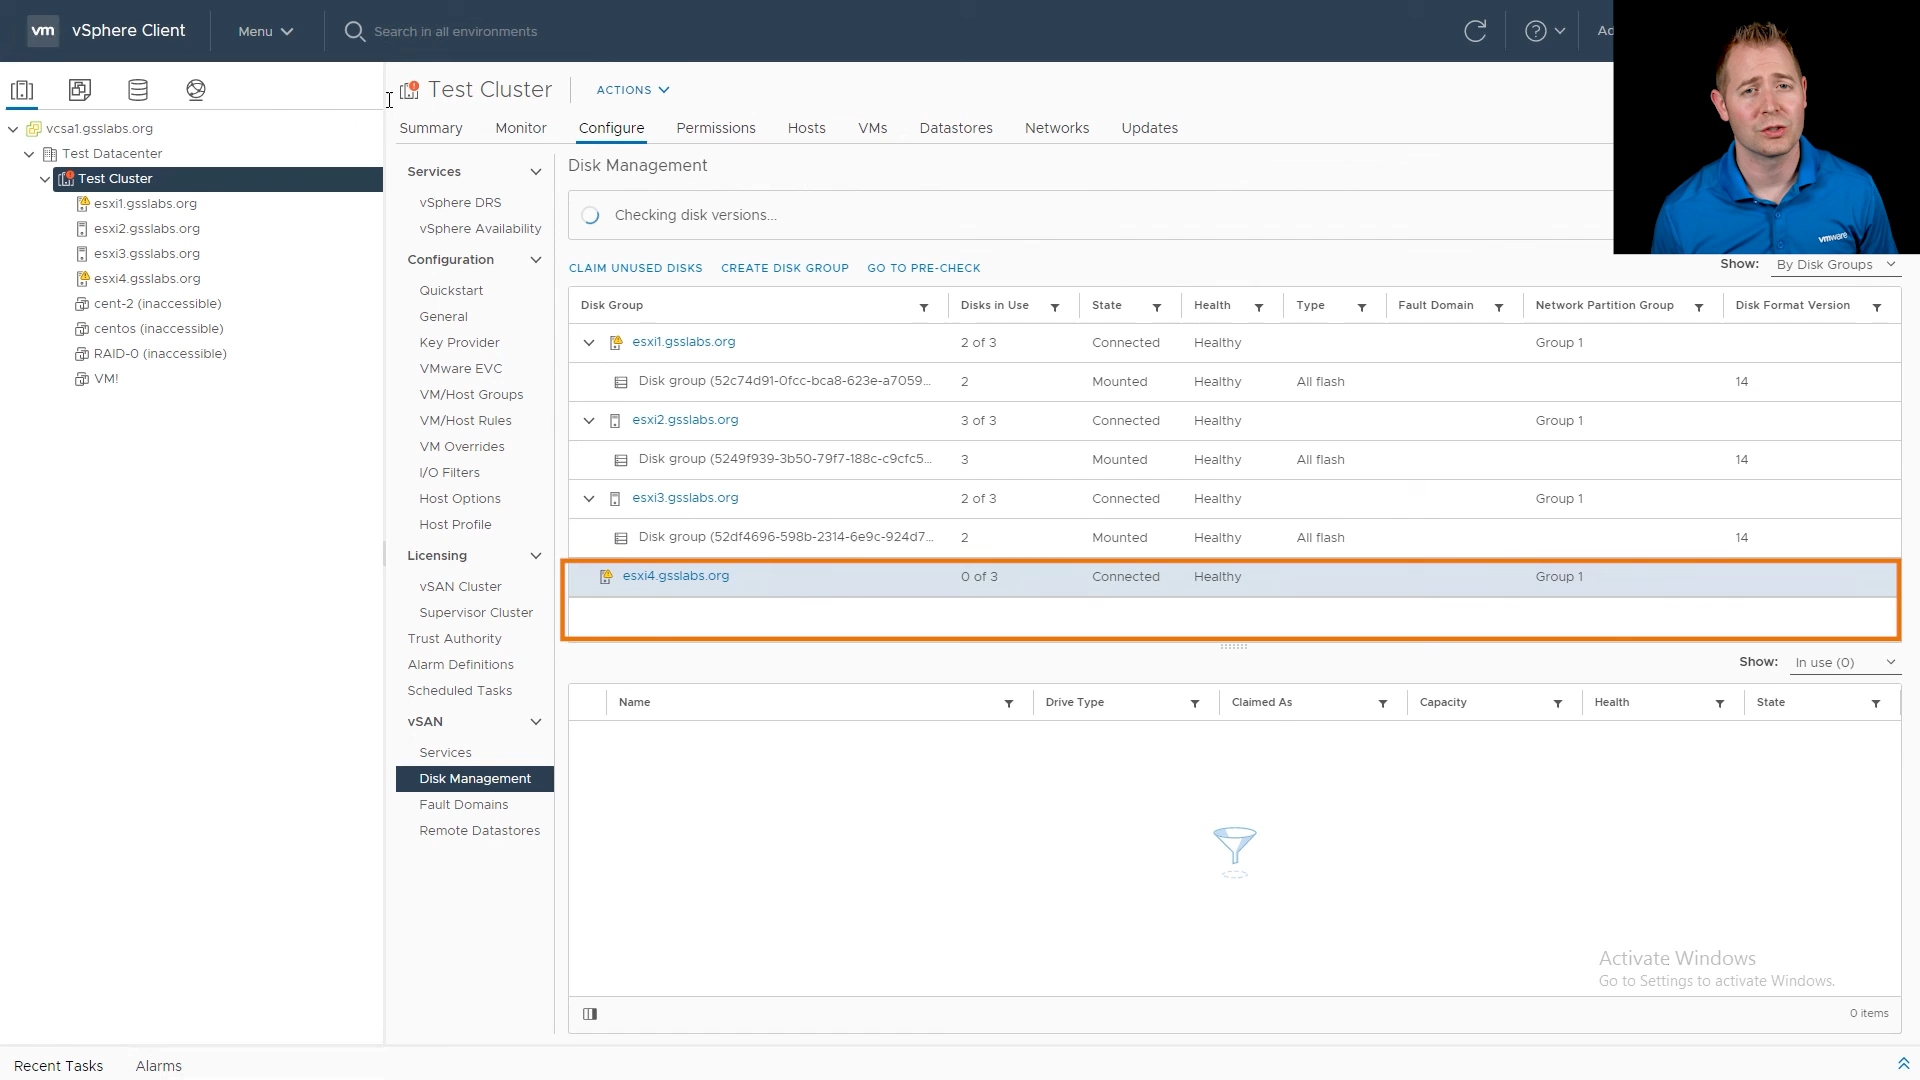 vm vSphere Client Menu Search in all environments Ad
Test Cluster ACTIONS
Summary Monitor Configure Permissions Hosts VMs Datastores Networks Updates
vcsa1.gsslabs.org
Test Datacenter
Test Cluster
esxi1.gsslabs.org
esxi2.gsslabs.org
esxi3.gsslabs.org
esxi4.gsslabs.org
cent-2 (inaccessible)
centos (inaccessible)
RAID-0 (inaccessible)
VM!
Services
vSphere DRS
vSphere Availability
Configuration
Quickstart
General
Key Provider
VMware EVC
VM/Host Groups
VM/Host Rules
VM Overrides
I/O Filters
Host Options
Host Profile
Licensing
vSAN Cluster
Supervisor Cluster
Trust Authority
Alarm Definitions
Scheduled Tasks
vSAN
Services
Disk Management
Fault Domains
Remote Datastores
Disk Management
Checking disk versions...
CLAIM UNUSED DISKS CREATE DISK GROUP GO TO PRE-CHECK
Show: By Disk Groups
Disk Group Disks in Use State Health Type Fault Domain Network Partition Group Disk Format Version
esxi1.gsslabs.org 2 of 3 Connected Healthy Group 1
Disk group (52c74d91-0fcc-bca8-623e-a7059... 2 Mounted Healthy All flash 14
esxi2.gsslabs.org 3 of 3 Connected Healthy Group 1
Disk group (5249f939-3b50-79f7-188c-c9cfc5... 3 Mounted Healthy All flash 14
esxi3.gsslabs.org 2 of 3 Connected Healthy Group 1
Disk group (52df4696-598b-2314-6e9c-924d7... 2 Mounted Healthy All flash 14
esxi4.gsslabs.org 0 of 3 Connected Healthy Group 1
Show: In use (0)
Name Drive Type Claimed As Capacity Health State
Activate Windows
Go to Settings to activate Windows.
0 items
Recent Tasks Alarms
vmware